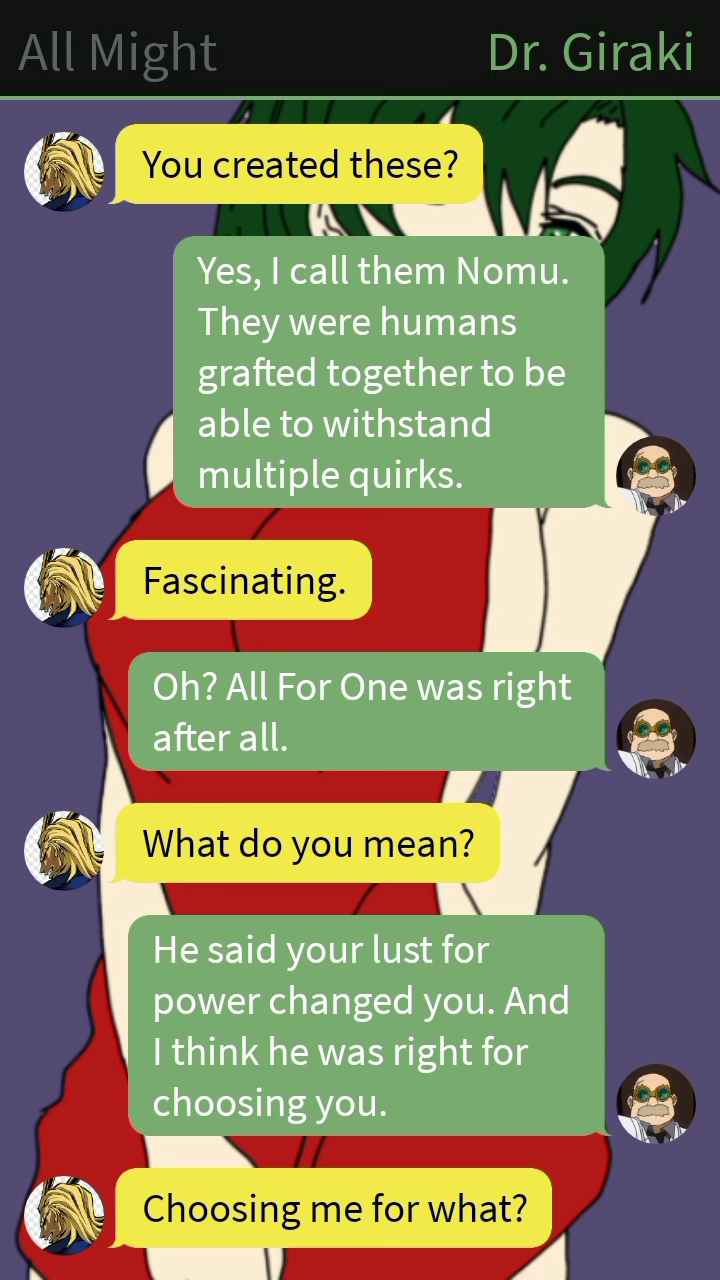 All Might
Dr. Giraki
You created these?
Yes, I call them Nomu.
They were humans
grafted together to be
able to withstand
multiple quirks.
Fascinating.
Oh? All For One was right
after all.
What do you mean?
He said your lust for
power changed you. And
I think he was right for
choosing you.
Choosing me for what?